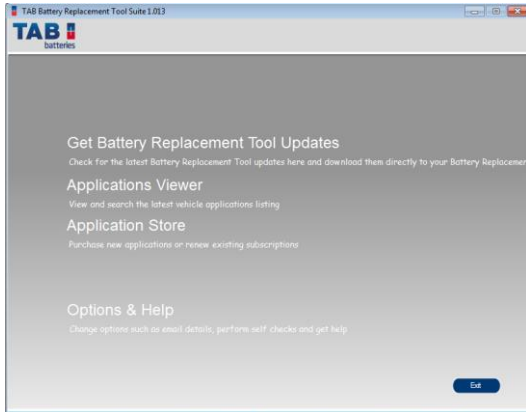 TAB Battery Replacement Tool Suite 1.013
TAB
batteries
Get Battery Replacement Tool Updates
Check for the latest Battery Replacement Tool updates here and download them directly to your Battery Replacemen
Applications Viewer
View and search the latest vehicle applications listing
Application Store
Purchase new applications or renew existing subscriptions
Options & Help
Change options such as email details, perform self checks and get help
Exit